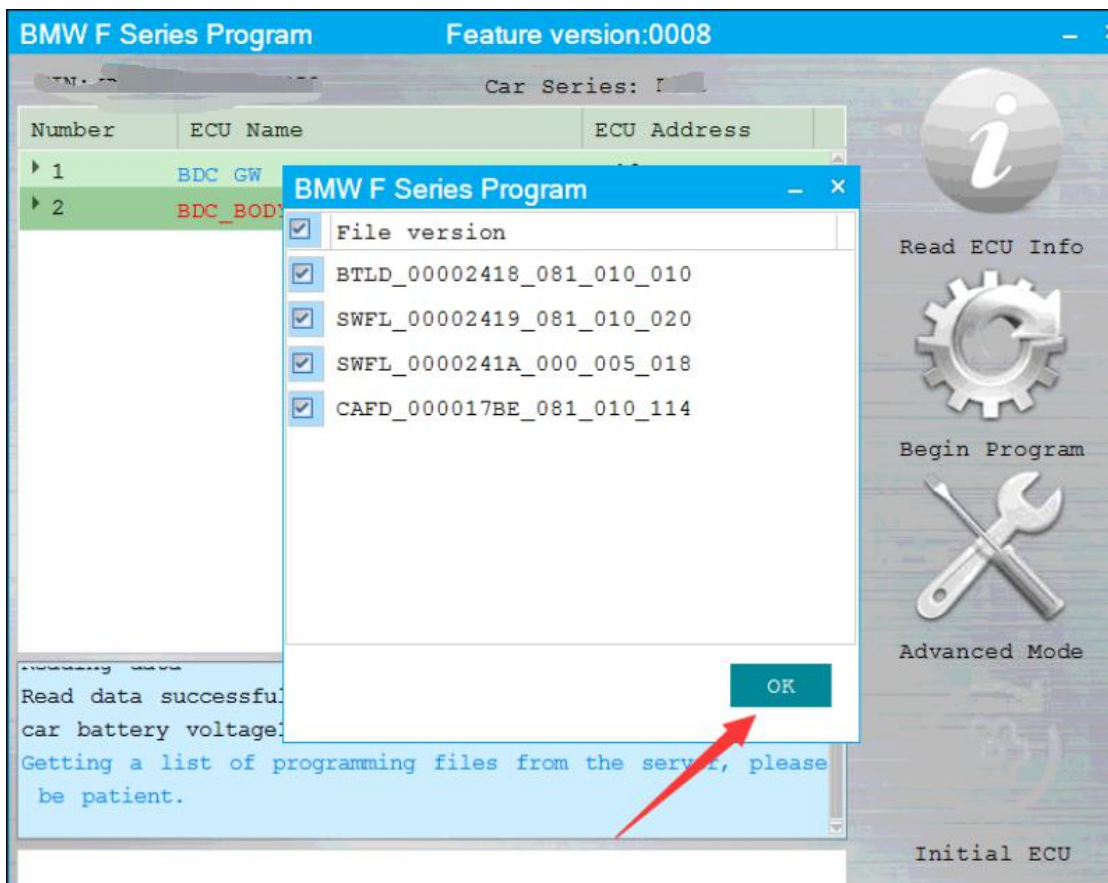 BMW F Series Program Feature version:0008
Car Series:
Number ECU Name ECU Address
1 BDC GW
2 BDC_BODY
BMW F Series Program
File version
BTLD_00002418_081_010_010
SWFL_00002419_081_010_020
SWFL_0000241A_000_005_018
CAFD_000017BE_081_010_114
OK
Read data successful
car battery voltage
Getting a list of programming files from the server, please
be patient.
Read ECU Info
Begin Program
Advanced Mode
Initial ECU